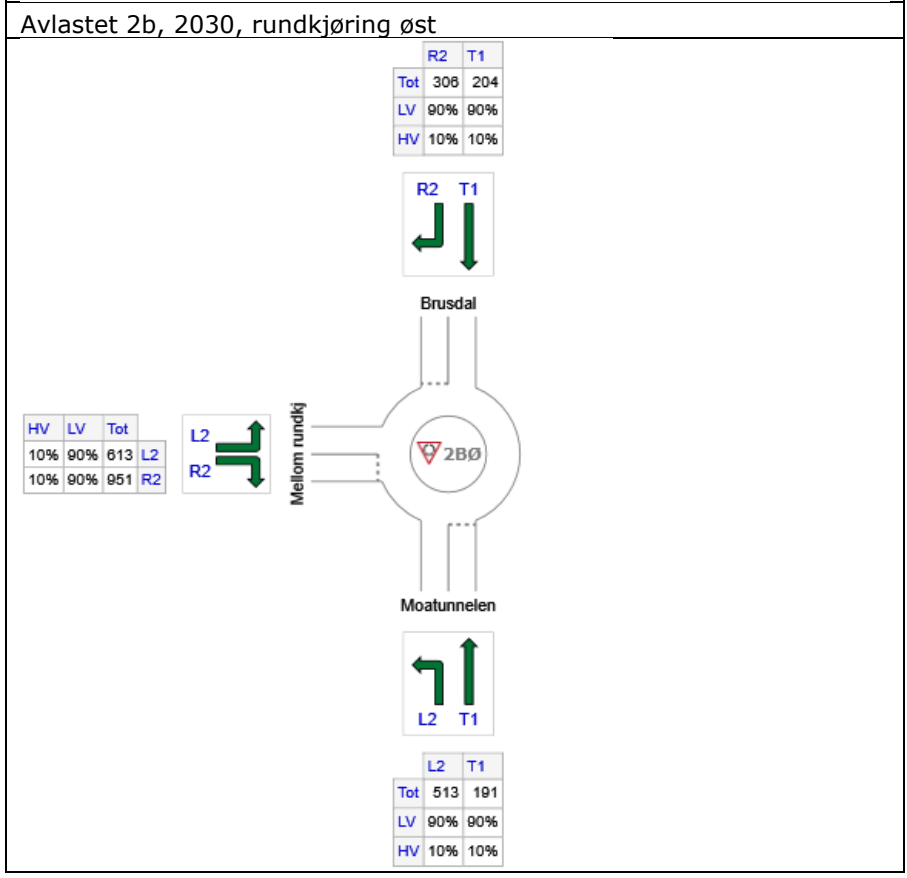 Avlastet 2b, 2030, rundkjøring øst
R2 T1
Tot 306 204
LV 90% 90%
HV 10% 10%
R2 T1
Brusdal
HV LV Tot
10% 90% 613 L2
10% 90% 951 R2
L2
R2
Mellom rundkj
2BØ
Moatunnelen
L2 T1
L2 T1
Tot 513 191
LV 90% 90%
HV 10% 10%